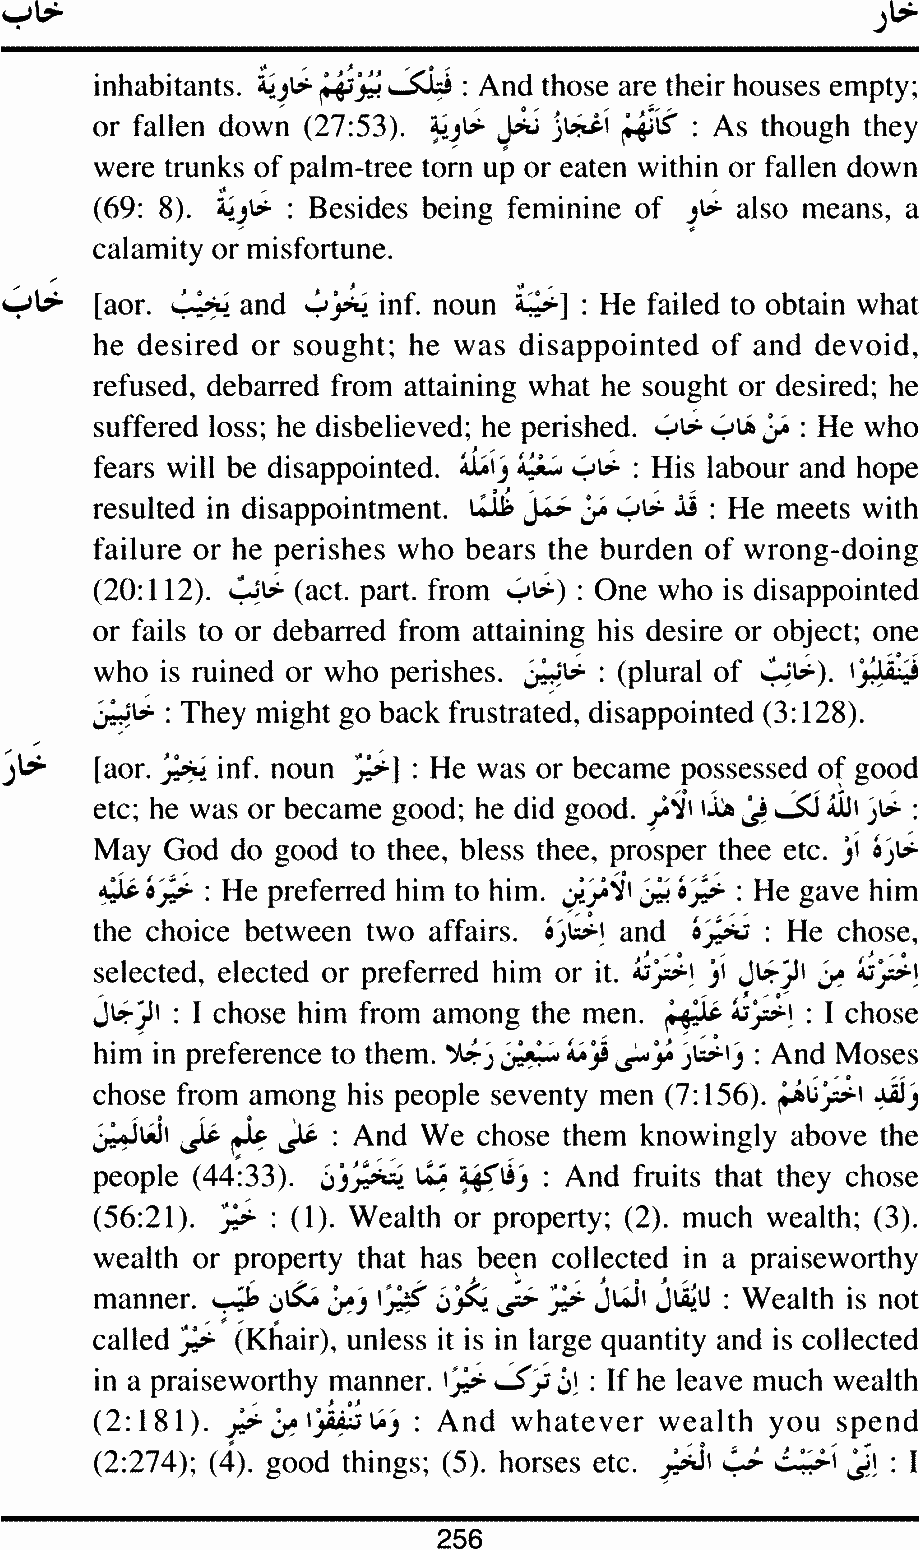 خاب خار
inhabitants. فَتِلْکَ بُیُوْتُهُمْ خَاوِیَةً : And those are their houses empty;
or fallen down (27:53). کَاَنَّهُمْ اَعْجَازُ نَخْلٍ خَاوِیَةٍ : As though they
were trunks of palm-tree torn up or eaten within or fallen down
(69: 8). خَاوِیَةٌ : Besides being feminine of خَاوٍ also means, a
calamity or misfortune.
خَابَ [aor. یَخِیْبُ and یَخُوْبُ inf. noun خَیْبَةٌ] : He failed to obtain what
he desired or sought; he was disappointed of and devoid,
refused, debarred from attaining what he sought or desired; he
suffered loss; he disbelieved; he perished. مَنْ هَابَ خَابَ : He who
fears will be disappointed. خَابَ سَعْیُهٗ وَاَمَلُهٗ : His labour and hope
resulted in disappointment. قَدْ خَابَ مَنْ حَمَلَ ظُلْمًا : He meets with
failure or he perishes who bears the burden of wrong-doing
(20:112). خَائِبٌ (act. part. from خَابَ) : One who is disappointed
or fails to or debarred from attaining his desire or object; one
who is ruined or who perishes. خَائِبِیْنَ : (plural of خَائِبٌ). فَیَنْقَلِبُوْا
خَائِبِیْنَ : They might go back frustrated, disappointed (3:128).
خَارَ [aor. یَخِیْرُ inf. noun خَیْرٌ] : He was or became possessed of good
etc; he was or became good; he did good. خَارَ اللّٰهُ لَکَ فِیْ هٰذَا الْاَمْرِ :
May God do good to thee, bless thee, prosper thee etc. خَارَهٗ اَوْ
خَیَّرَهٗ عَلَیْهِ : He preferred him to him. خَیَّرَهٗ بَیْنَ الْاَمْرَیْنِ : He gave him
the choice between two affairs. اِخْتَارَهٗ and تَخَیَّرَهٗ : He chose,
selected, elected or preferred him or it. اِخْتَرْتُهٗ مِنَ الرِّجَالِ اَوْ اِخْتَرْتُهٗ
الرِّجَالَ : I chose him from among the men. اِخْتَرْتُهٗ عَلَیْهِمْ : I chose
him in preference to them. وَاخْتَارَ مُوْسٰی قَوْمَهٗ سَبْعِیْنَ رَجُلًا : And Moses
chose from among his people seventy men (7:156). وَلَقَدِ اخْتَرْنَاهُمْ
عَلٰی عِلْمٍ عَلَی الْعَالَمِیْنَ : And We chose them knowingly above the
people (44:33). وَفَاکِهَةٍ مِّمَّا یَتَخَیَّرُوْنَ : And fruits that they chose
(56:21). خَیْرٌ : (1). Wealth or property; (2). much wealth; (3).
wealth or property that has been collected in a praiseworthy
manner. لَایُقَالُ الْمَالُ خَیْرٌ حَتّٰی یَکُوْنَ کَثِیْرًا وَمِنْ مَکَانٍ طَیِّبٍ : Wealth is not
called خَیْرٌ (Khair), unless it is in large quantity and is collected
in a praiseworthy manner. اِنْ تَرَکَ خَیْرًا : If he leave much wealth
(2:181). وَمَا تُنْفِقُوْا مِنْ خَیْرٍ : And whatever wealth you spend
(2:274); (4). good things; (5). horses etc. اِنِّیْ اَحْبَبْتُ حُبَّ الْخَیْرِ : I
256